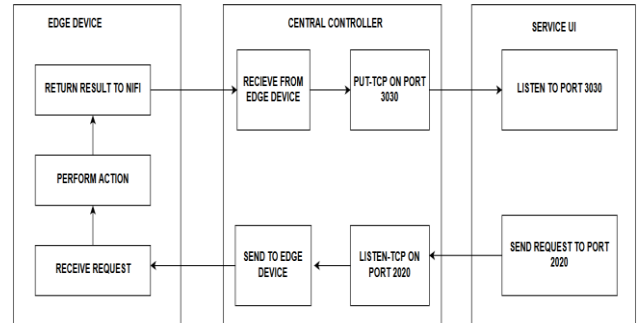 EDGE DEVICE
CENTRAL CONTROLLER
SERVICE UI
RETURN RESULT TO NIFI
RECIEVE FROM
EDGE DEVICE
PUT-TCP ON PORT
3030
LISTEN TO PORT 3030
PERFORM ACTION
RECEIVE REQUEST
SEND TO EDGE
DEVICE
LISTEN-TCP ON
PORT 2020
SEND REQUEST TO PORT
2020